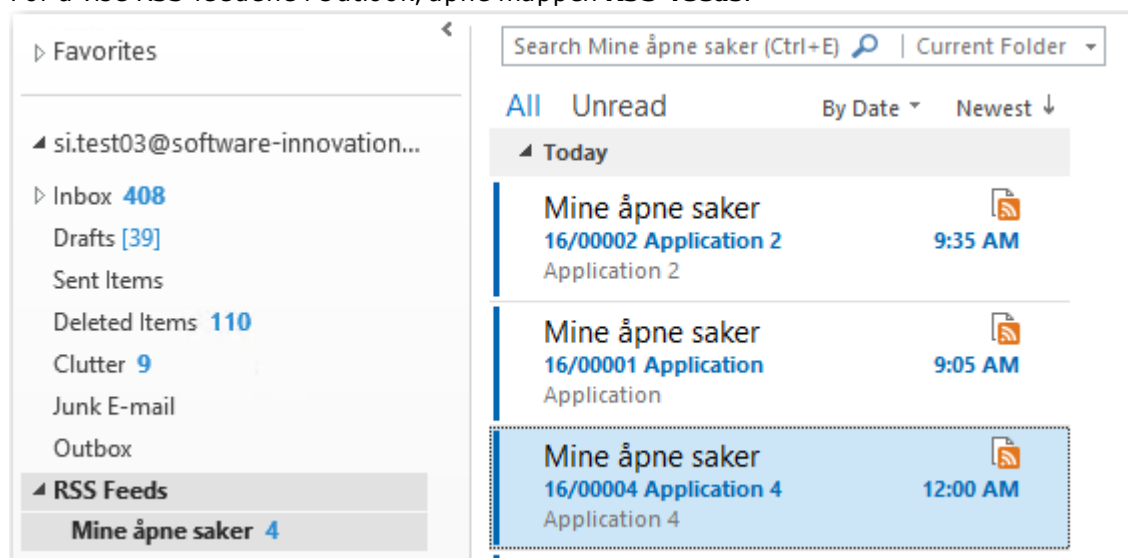 Favorites
si.test03@software-innovation...
Inbox 408
Drafts [39]
Sent Items
Deleted Items 110
Clutter 9
Junk E-mail
Outbox
RSS Feeds
Mine åpne saker 4
Search Mine åpne saker (Ctrl+E) | Current Folder
All Unread By Date Newest ↓
Today
Mine åpne saker
16/00002 Application 2 9:35 AM
Application 2
Mine åpne saker
16/00001 Application 9:05 AM
Application
Mine åpne saker
16/00004 Application 4 12:00 AM
Application 4